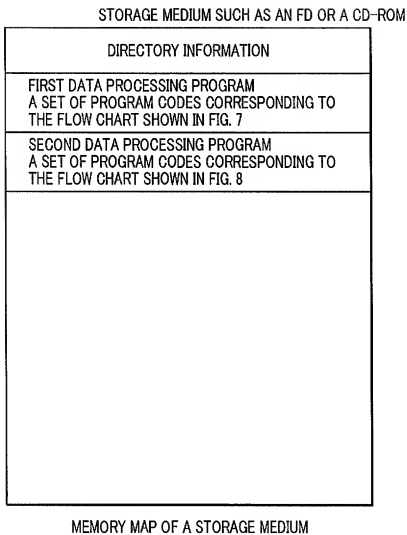 STORAGE MEDIUM SUCH AS AN FD OR A CD-ROM
DIRECTORY INFORMATION
FIRST DATA PROCESSING PROGRAM
A SET OF PROGRAM CODES CORRESPONDING TO
THE FLOW CHART SHOWN IN FIG. 7
SECOND DATA PROCESSING PROGRAM
A SET OF PROGRAM CODES CORRESPONDING TO
THE FLOW CHART SHOWN IN FIG. 8
MEMORY MAP OF A STORAGE MEDIUM